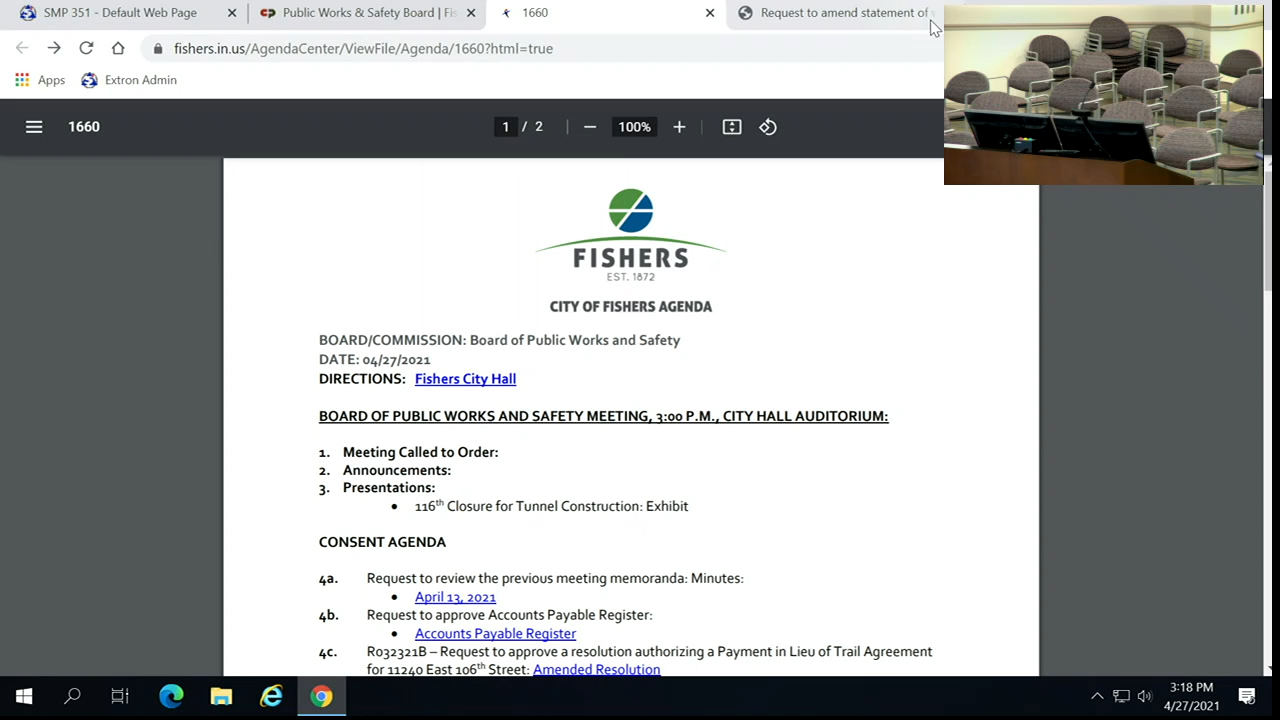 SMP 351 - Default Web Page
Public Works & Safety Board | Fis
1660
Request to amend statement of
fishers.in.us/AgendaCenter/ViewFile/Agenda/1660?html=true
Apps
Extron Admin
1660
1 / 2
100%
FISHERS
EST. 1872
CITY OF FISHERS AGENDA
BOARD/COMMISSION: Board of Public Works and Safety
DATE: 04/27/2021
DIRECTIONS: Fishers City Hall
BOARD OF PUBLIC WORKS AND SAFETY MEETING, 3:00 P.M., CITY HALL AUDITORIUM:
1. Meeting Called to Order:
2. Announcements:
3. Presentations:
• 116th Closure for Tunnel Construction: Exhibit
CONSENT AGENDA
4a. Request to review the previous meeting memoranda: Minutes:
• April 13, 2021
4b. Request to approve Accounts Payable Register:
• Accounts Payable Register
4c. R032321B – Request to approve a resolution authorizing a Payment in Lieu of Trail Agreement
for 11240 East 106th Street: Amended Resolution
3:18 PM
4/27/2021